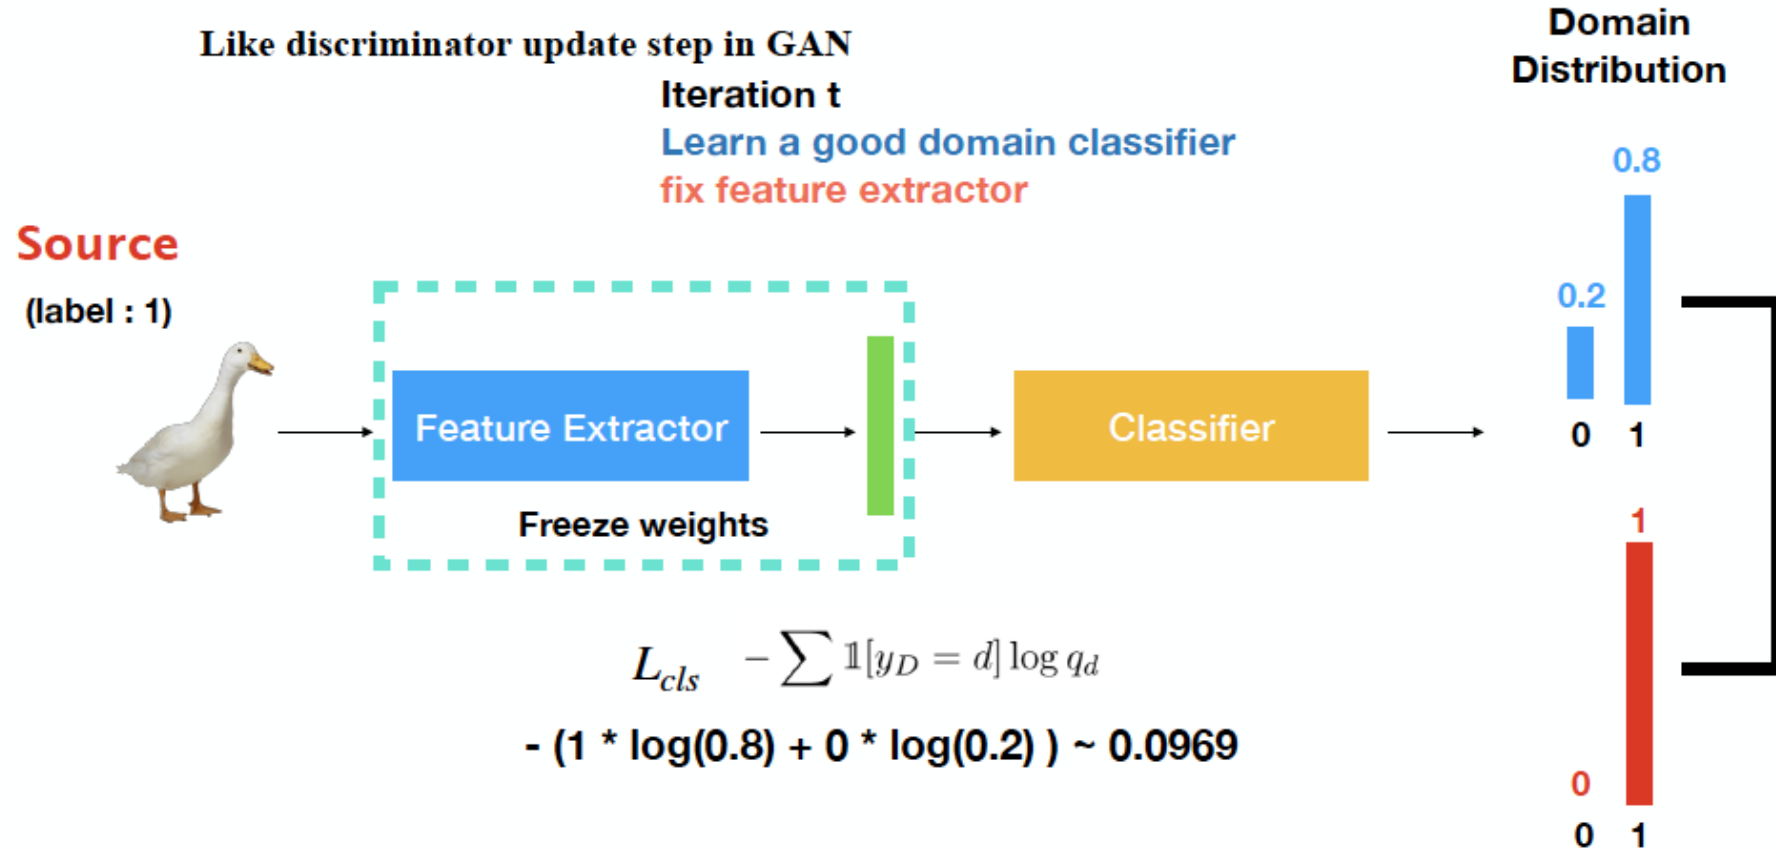 Like discriminator update step in GAN
Iteration t
Learn a good domain classifier
fix feature extractor
Domain
Distribution
Source
(label : 1)
Feature Extractor
Freeze weights
Classifier
0.8
0.2
0 1
1
0
0 1
L_{cls} - ∑ 𝟙[y_D = d] log q_d
- (1 * log(0.8) + 0 * log(0.2) ) ~ 0.0969